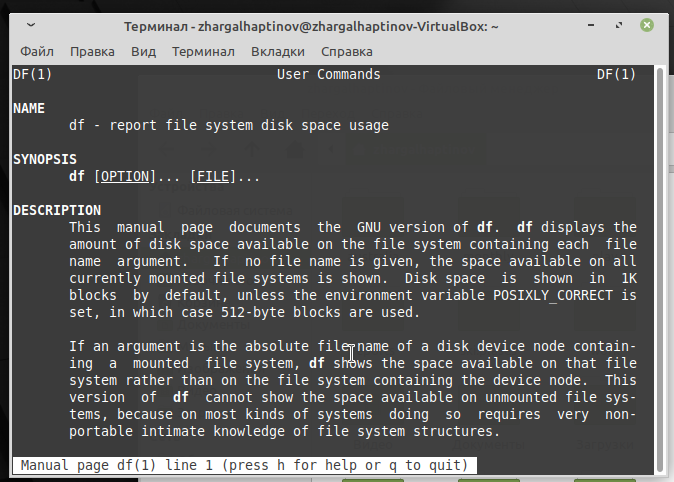 Терминал - zhargalhaptinov@zhargalhaptinov-VirtualBox: ~
Файл Правка Вид Терминал Вкладки Справка
DF(1) User Commands DF(1)
NAME
df - report file system disk space usage
SYNOPSIS
df [OPTION]... [FILE]...
DESCRIPTION
This manual page documents the GNU version of df. df displays the
amount of disk space available on the file system containing each file
name argument. If no file name is given, the space available on all
currently mounted file systems is shown. Disk space is shown in 1K
blocks by default, unless the environment variable POSIXLY_CORRECT is
set, in which case 512-byte blocks are used.
If an argument is the absolute file name of a disk device node contain-
ing a mounted file system, df shows the space available on that file
system rather than on the file system containing the device node. This
version of df cannot show the space available on unmounted file sys-
tems, because on most kinds of systems doing so requires very non-
portable intimate knowledge of file system structures.
Manual page df(1) line 1 (press h for help or q to quit)